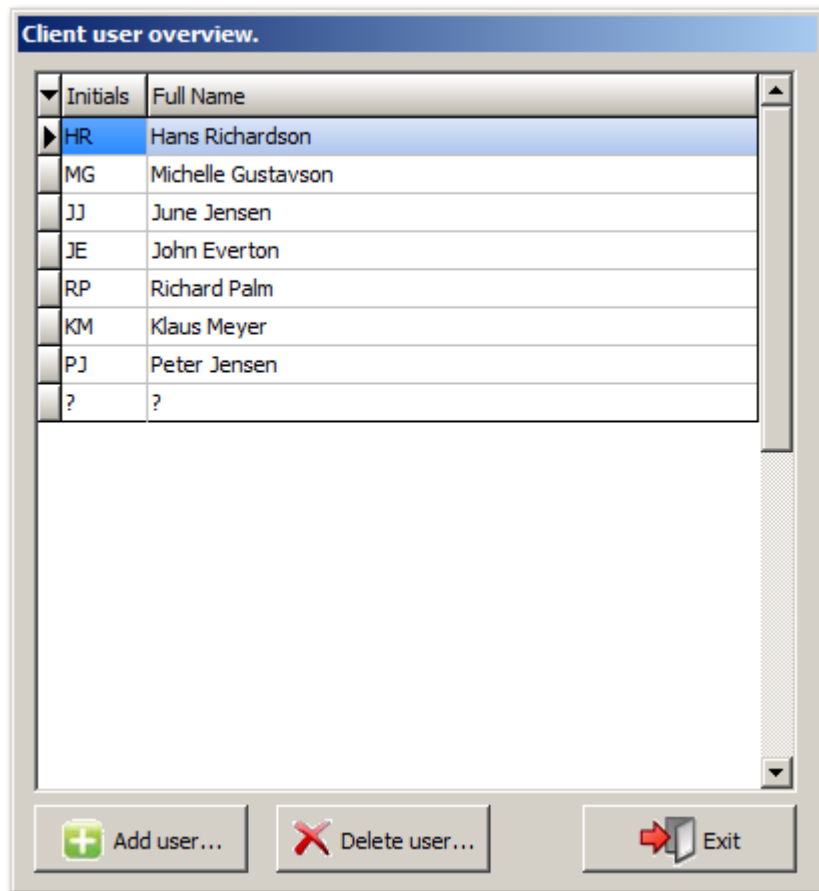 Client user overview.
Initials Full Name
HR Hans Richardson
MG Michelle Gustavson
JJ June Jensen
JE John Everton
RP Richard Palm
KM Klaus Meyer
PJ Peter Jensen
? ?
Add user... Delete user... Exit